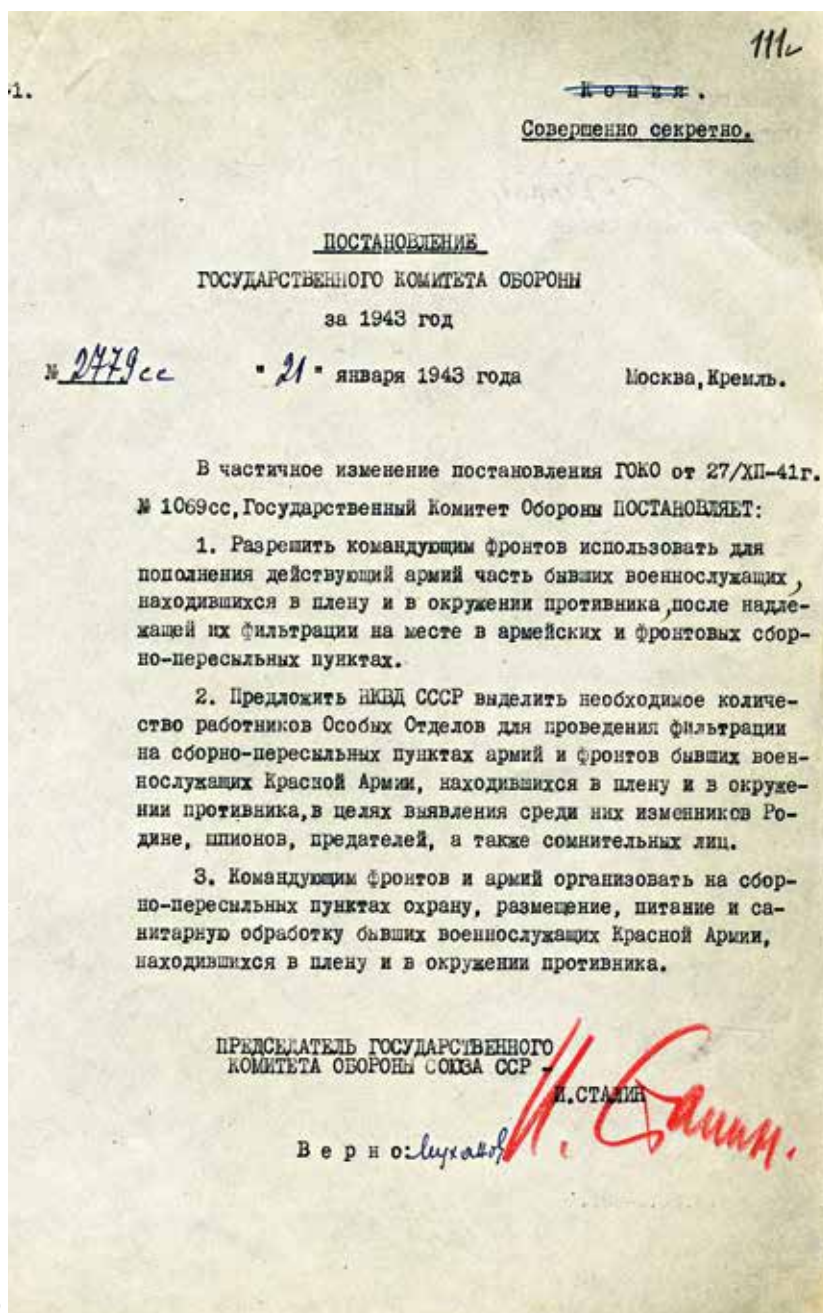 111
1.
Копия.
Совершенно секретно.
ПОСТАНОВЛЕНИЕ
ГОСУДАРСТВЕННОГО КОМИТЕТА ОБОРОНЫ
за 1943 год
№ 2779сс "21" января 1943 года Москва, Кремль.
В частичное изменение постановления ГОКО от 27/ХП-41г.
№ 1069сс, Государственный Комитет Обороны ПОСТАНОВЛЯЕТ:
1. Разрешить командующим фронтов использовать для
пополнения действующий армий часть бывших военнослужащих,
находившихся в плену и в окружении противника, после надле-
жащей их фильтрации на месте в армейских и фронтовых сбор-
но-пересыльных пунктах.
2. Предложить НКВД СССР выделить необходимое количе-
ство работников Особых Отделов для проведения фильтрации
на сборно-пересыльных пунктах армий и фронтов бывших воен-
нослужащих Красной Армии, находившихся в плену и в окруже-
нии противника, в целях выявления среди них изменников Ро-
дине, шпионов, предателей, а также сомнительных лиц.
3. Командующим фронтов и армий организовать на сбор-
но-пересыльных пунктах охрану, размещение, питание и са-
нитарную обработку бывших военнослужащих Красной Армии,
находившихся в плену и в окружении противника.
ПРЕДСЕДАТЕЛЬ ГОСУДАРСТВЕННОГО
КОМИТЕТА ОБОРОНЫ СОЮЗА ССР -
И.СТАЛИН
И. Сталин.
Верно: